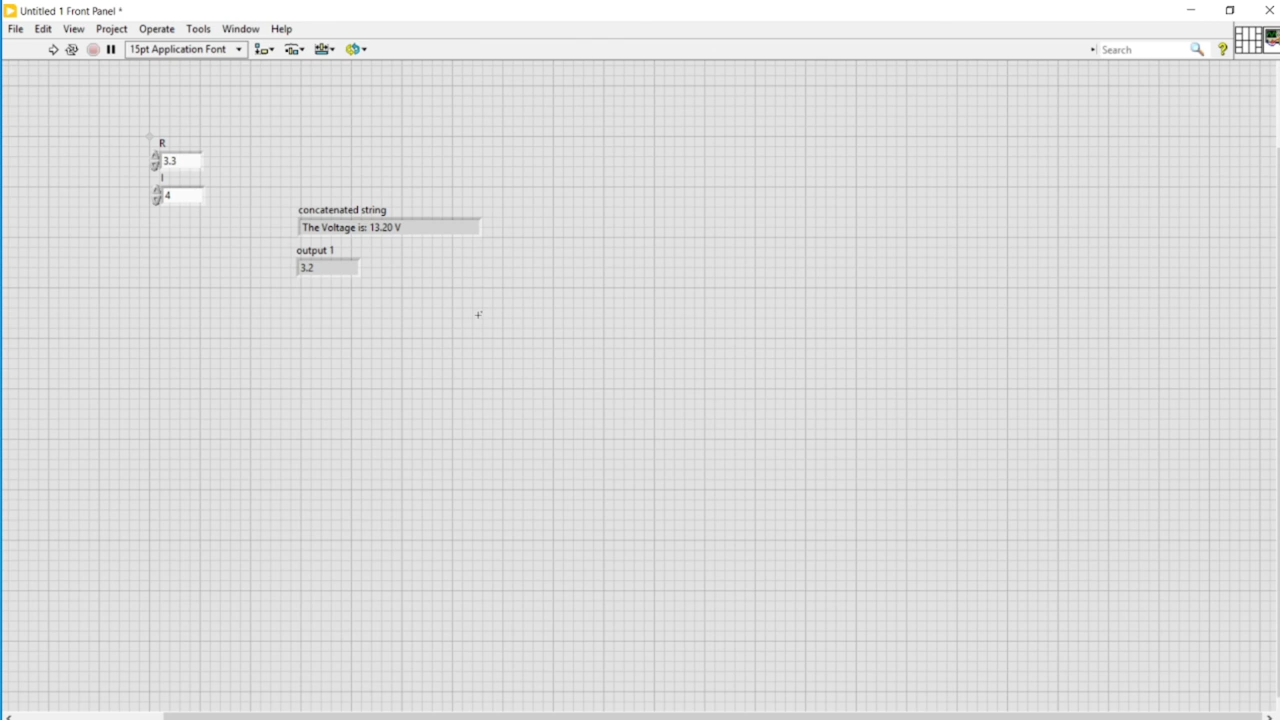 Untitled 1 Front Panel *
File Edit View Project Operate Tools Window Help
15pt Application Font
Search
?
R
3.3
I
4
concatenated string
The Voltage is: 13.20 V
output 1
3.2